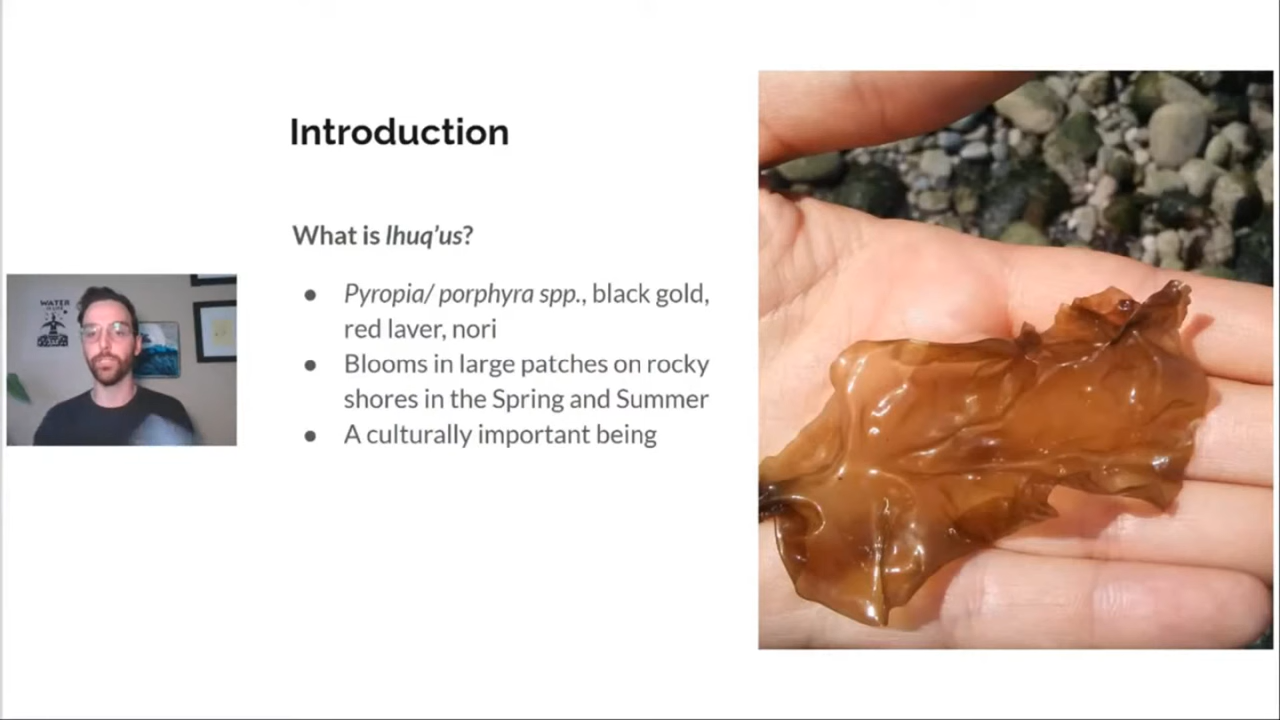 Introduction
What is lhuq'us?
● Pyropia/ porphyra spp., black gold,
red laver, nori
● Blooms in large patches on rocky
shores in the Spring and Summer
● A culturally important being
WATER